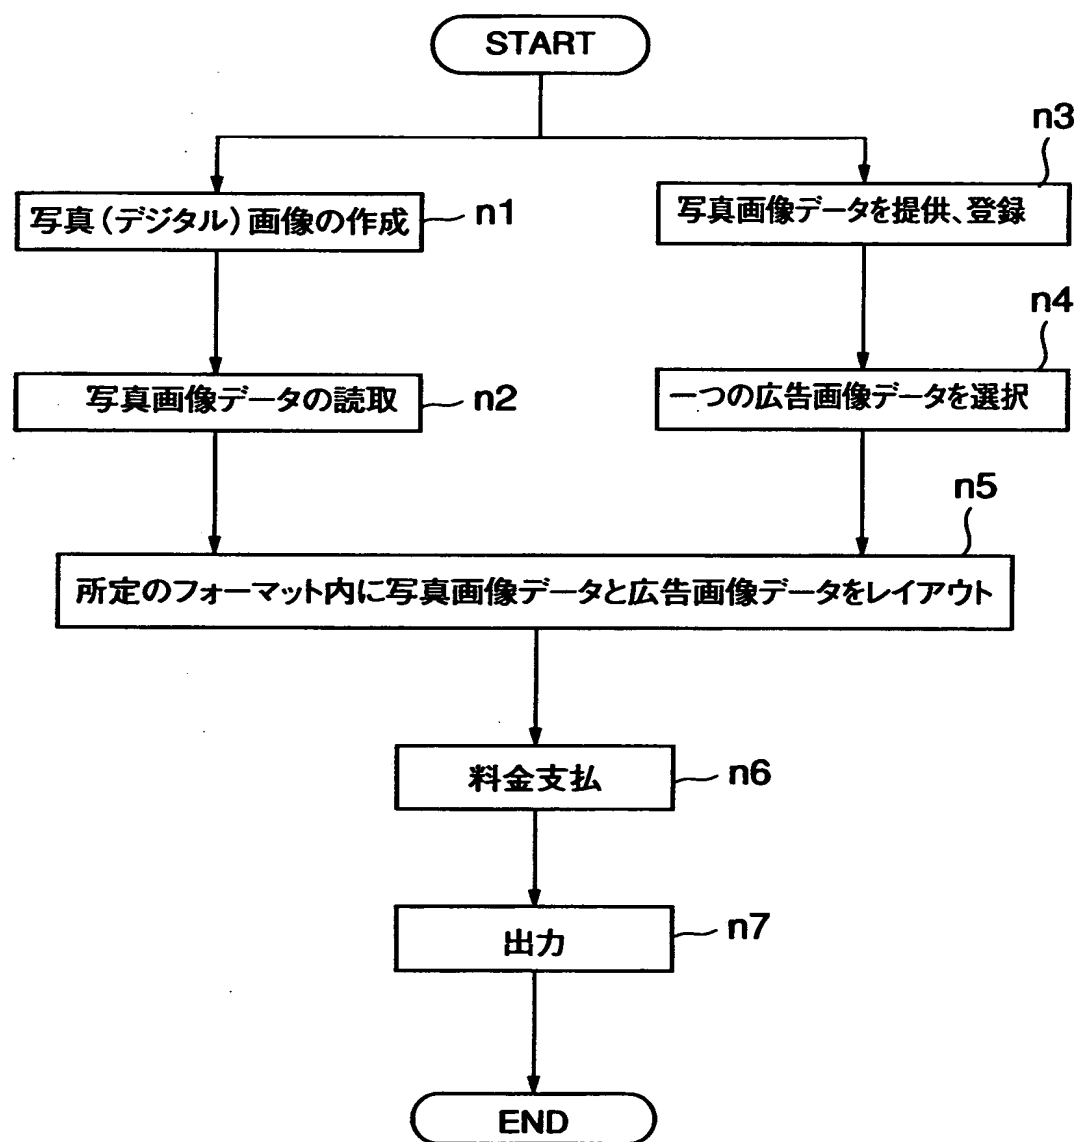 START
n3
写真(デジタル)画像の作成
n1
写真画像データを提供、登録
n4
写真画像データの読取
n2
一つの広告画像データを選択
n5
所定のフォーマット内に写真画像データと広告画像データをレイアウト
料金支払
n6
出力
n7
END